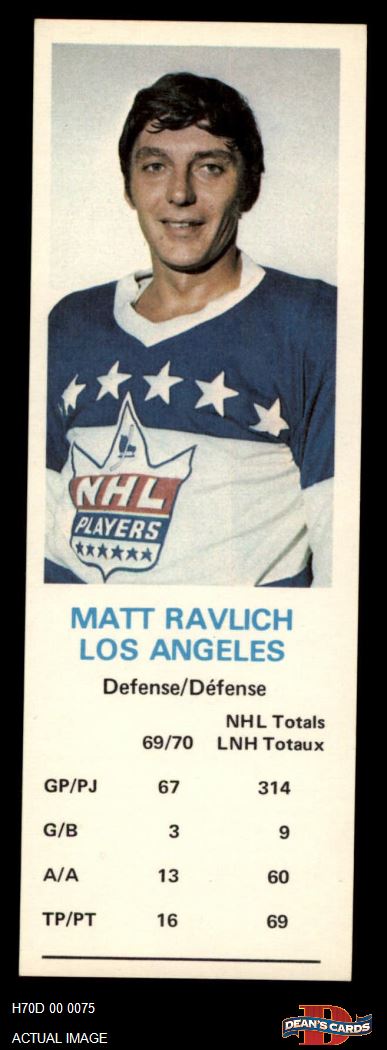 NHL
PLAYERS
MATT RAVLICH
LOS ANGELES
Defense/Défense
NHL Totals
69/70 LNH Totaux
GP/PJ 67 314
G/B 3 9
A/A 13 60
TP/PT 16 69
H70D 00 0075
ACTUAL IMAGE
D
DEAN'S CARDS